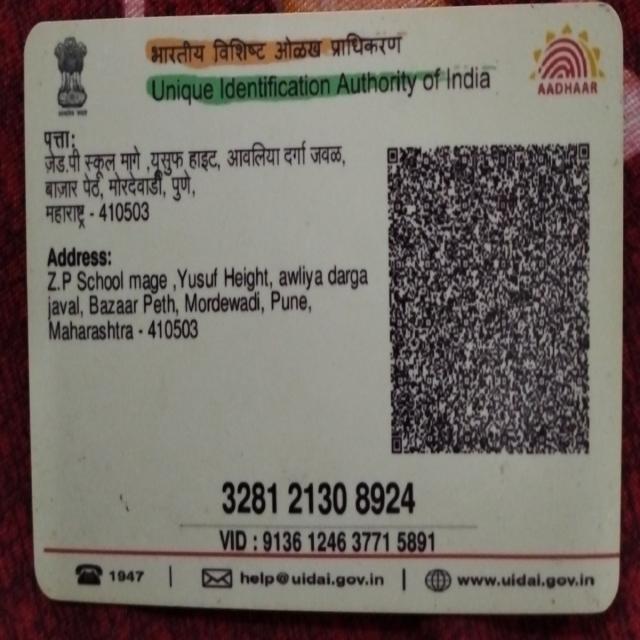 भारतीय विशिष्ट ओळख प्राधिकरण
Unique Identification Authority of India
AADHAAR
पत्ता:
ज़ेड.पी स्कूल मागे ,यूसुफ हाइट, आवलिया दर्गा जवळ,
बाज़ार पेठ, मोरदेवाडी, पुणे,
महाराष्ट्र - 410503
Address:
Z.P School mage ,Yusuf Height, awliya darga
javal, Bazaar Peth, Mordewadi, Pune,
Maharashtra - 410503
3281 2130 8924
VID : 9136 1246 3771 5891
1947 | help@uidai.gov.in | www.uidai.gov.in